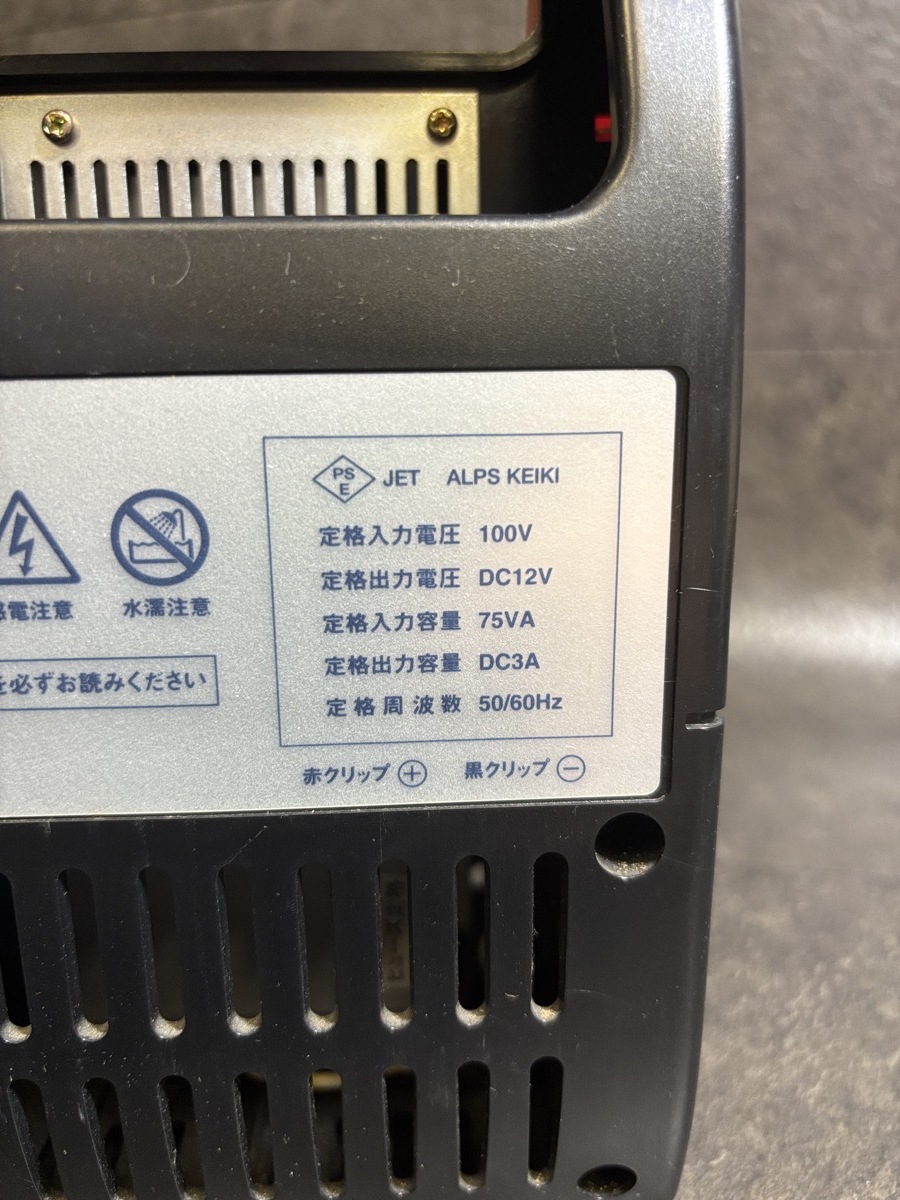 PS
E
JET ALPS KEIKI
定格入力電圧 100V
定格出力電圧 DC12V
定格入力容量 75VA
定格出力容量 DC3A
定格周波数 50/60Hz
赤クリップ ⊕ 黒クリップ ⊖
電注意 水濡注意
を必ずお読みください